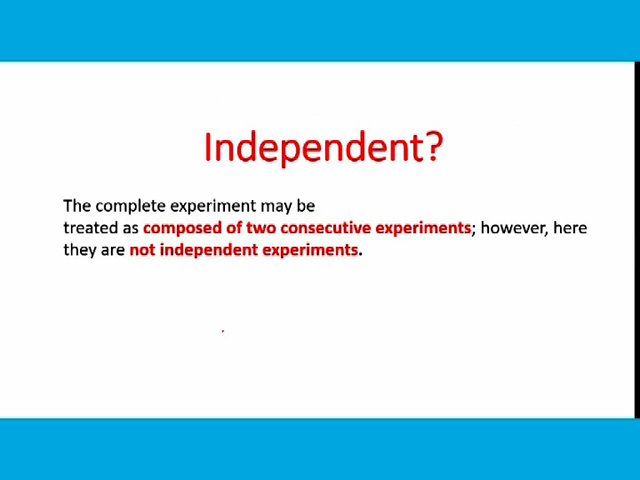 Independent?
The complete experiment may be
treated as composed of two consecutive experiments; however, here
they are not independent experiments.